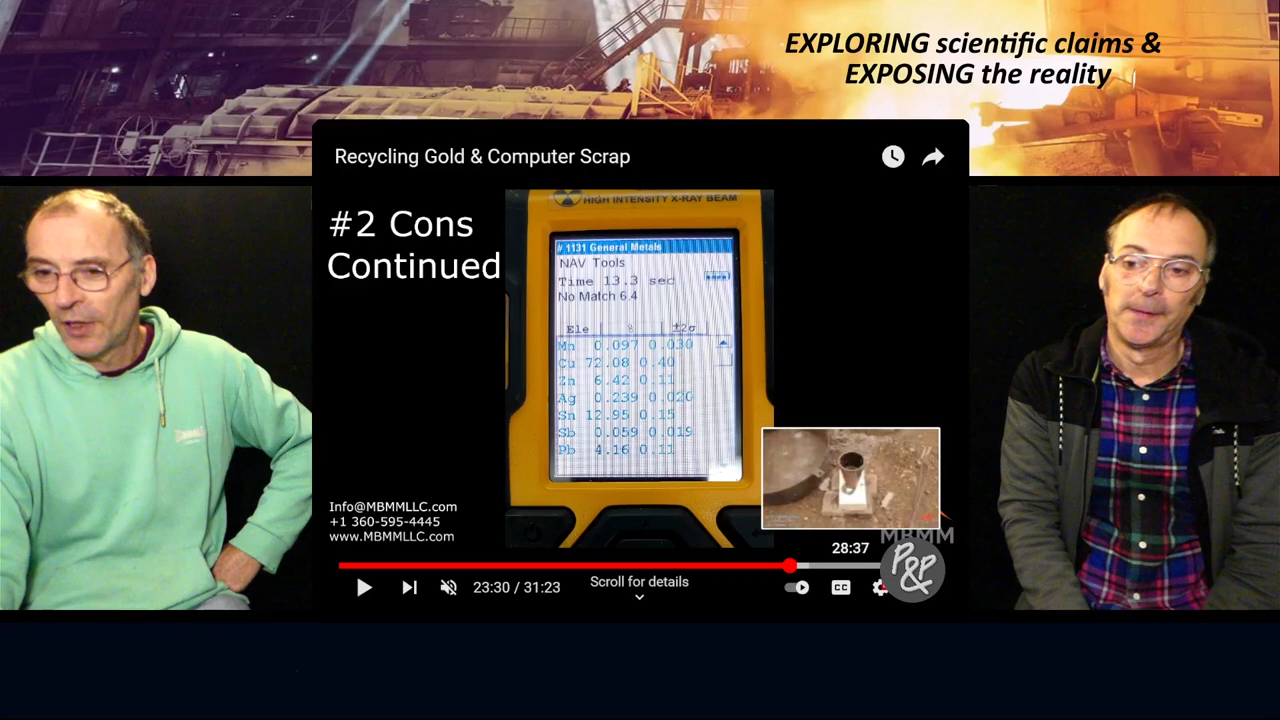 EXPLORING scientific claims &
EXPOSING the reality
Recycling Gold & Computer Scrap
#2 Cons
Continued
HIGH INTENSITY X-RAY BEAM
# 1131 General Metals
NAV Tools
Time 13.3 sec
No Match 6.4
Ele | % | ±2σ
Mn 0.097 0.030
Cu 72.08 0.40
Zn 6.42 0.11
Ag 0.239 0.020
Sn 12.95 0.15
Sb 0.059 0.019
Pb 4.16 0.11
Info@MBMMLLC.com
+1 360-595-4445
www.MBMMLLC.com
MBMM
28:37
P&P
23:30 / 31:23
Scroll for details
CC